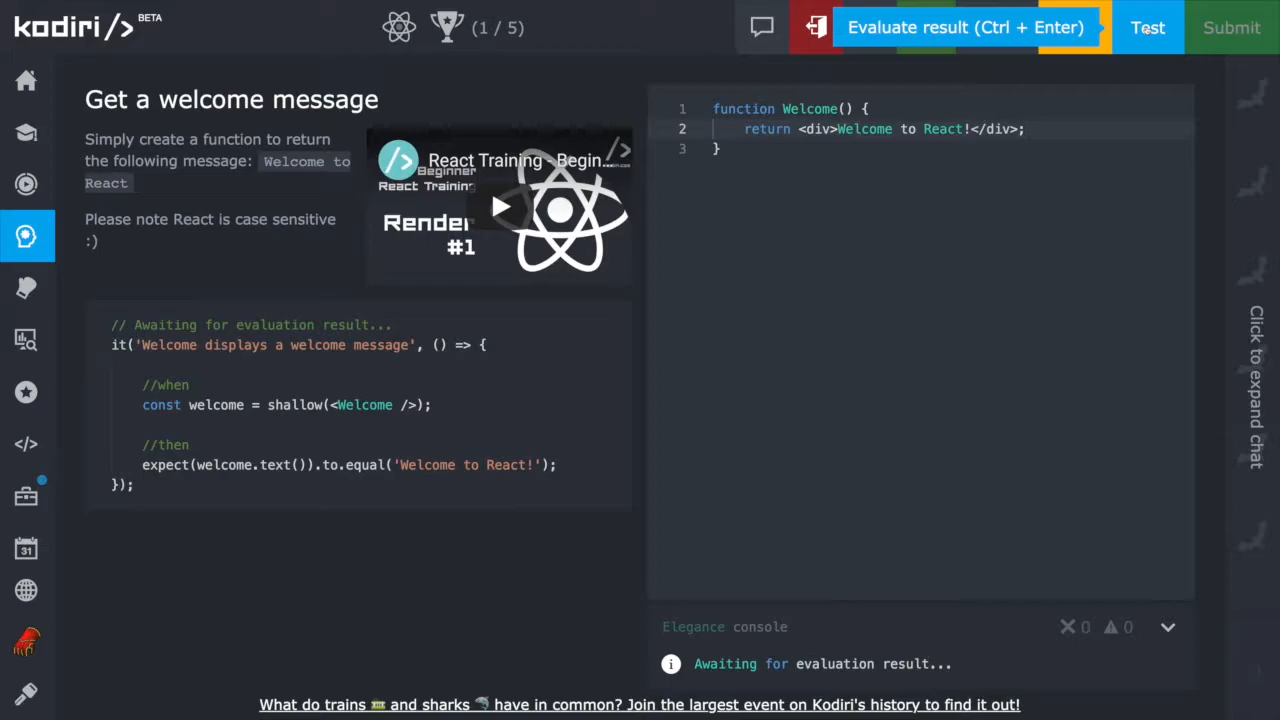 kodiri/> BETA
(1 / 5)
Evaluate result (Ctrl + Enter)
Test
Submit
Get a welcome message
Simply create a function to return
the following message: Welcome to
React
Please note React is case sensitive
:)
React Training - Begin...
Beginner
React Training
Render
#1
// Awaiting for evaluation result...
it('Welcome displays a welcome message', () => {
//when
const welcome = shallow(<Welcome />);
//then
expect(welcome.text()).to.equal('Welcome to React!');
});
1 function Welcome() {
2 return <div>Welcome to React!</div>;
3 }
Click to expand chat
Elegance console
0 0
Awaiting for evaluation result...
31
What do trains 🚃 and sharks 🦈 have in common? Join the largest event on Kodiri's history to find it out!